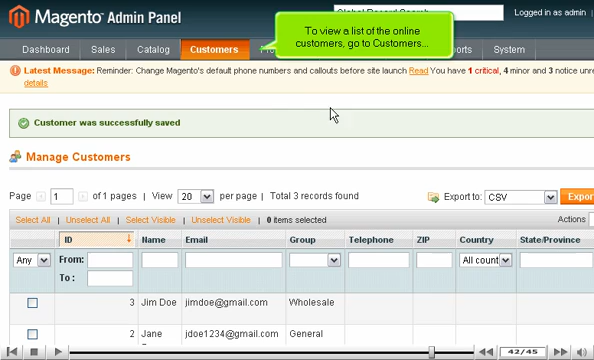 Magento Admin Panel
Global Record Search
Logged in as admin
To view a list of the online
customers, go to Customers...
Dashboard Sales Catalog Customers System
Latest Message: Reminder: Change Magento's default phone numbers and callouts before site launch Read You have 1 critical, 4 minor and 3 notice unre
details
Customer was successfully saved
Manage Customers
Page 1 of 1 pages | View 20 per page | Total 3 records found Export to: CSV Expor
Select All | Unselect All | Select Visible | Unselect Visible | 0 items selected Actions
ID Name Email Group Telephone ZIP Country State/Province
Any From: All count
To :
3 Jim Doe jimdoe@gmail.com Wholesale
2 Jane jdoe1234@gmail.com General
42/45